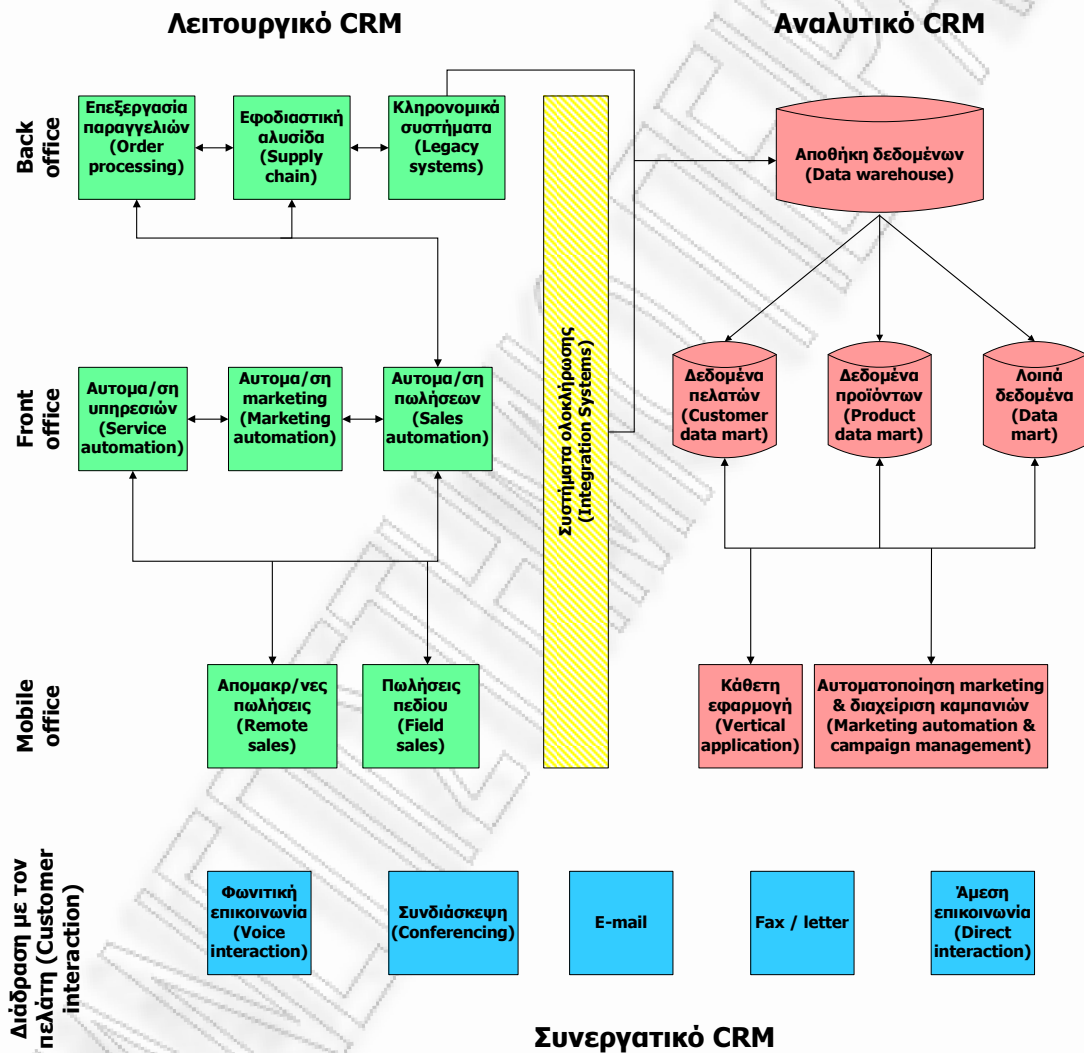 Λειτουργικό CRM
Αναλυτικό CRM
Back
office
Επεξεργασία
παραγγελιών
(Order
processing)
Εφοδιαστική
αλυσίδα
(Supply
chain)
Κληρονομικά
συστήματα
(Legacy
systems)
Αποθήκη δεδομένων
(Data warehouse)
Συστήματα ολοκλήρωσης
(Integration Systems)
Front
office
Αυτομα/ση
υπηρεσιών
(Service
automation)
Αυτομα/ση
marketing
(Marketing
automation)
Αυτομα/ση
πωλήσεων
(Sales
automation)
Δεδομένα
πελατών
(Customer
data mart)
Δεδομένα
προϊόντων
(Product
data mart)
Λοιπά
δεδομένα
(Data
mart)
Mobile
office
Απομακρ/νες
πωλήσεις
(Remote
sales)
Πωλήσεις
πεδίου
(Field
sales)
Κάθετη
εφαρμογή
(Vertical
application)
Αυτοματοποίηση marketing
& διαχείριση καμπανιών
(Marketing automation &
campaign management)
Διάδραση με τον
πελάτη (Customer
interaction)
Φωνιτική
επικοινωνία
(Voice
interaction)
Συνδιάσκεψη
(Conferencing)
E-mail
Fax / letter
Άμεση
επικοινωνία
(Direct
interaction)
Συνεργατικό CRM